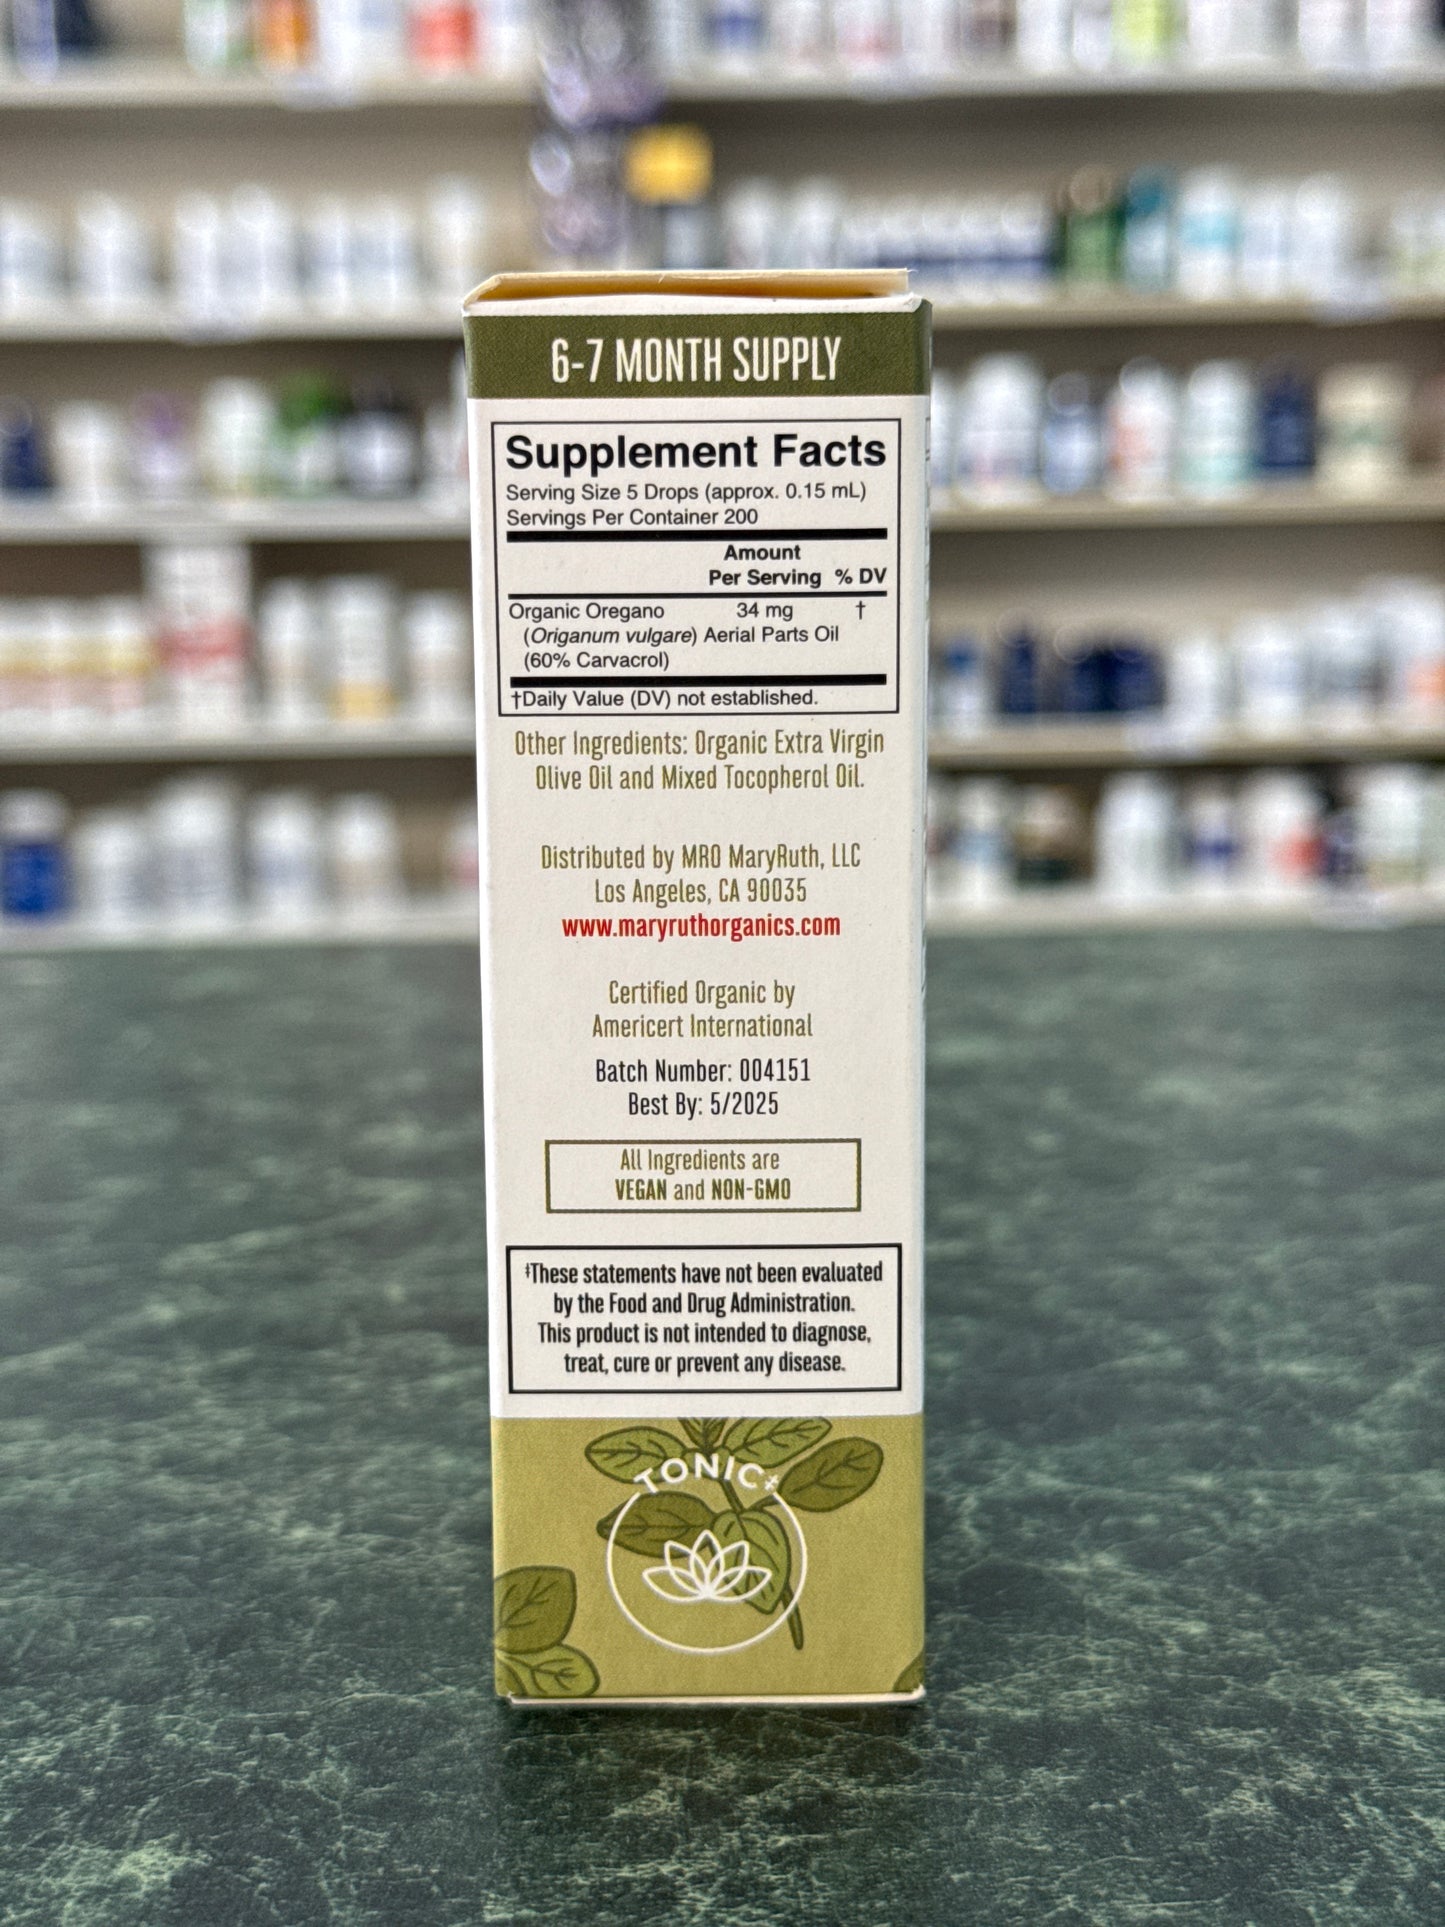 6-7 MONTH SUPPLY
Supplement Facts
Serving Size 5 Drops (approx. 0.15 mL)
Servings Per Container 200
Amount
Per Serving % DV
Organic Oregano 34 mg †
(Origanum vulgare) Aerial Parts Oil
(60% Carvacrol)
†Daily Value (DV) not established.
Other Ingredients: Organic Extra Virgin
Olive Oil and Mixed Tocopherol Oil.
Distributed by MRO MaryRuth, LLC
Los Angeles, CA 90035
www.maryruthorganics.com
Certified Organic by
Americert International
Batch Number: 004151
Best By: 5/2025
All Ingredients are
VEGAN and NON-GMO
‡These statements have not been evaluated
by the Food and Drug Administration.
This product is not intended to diagnose,
treat, cure or prevent any disease.
TONIC‡